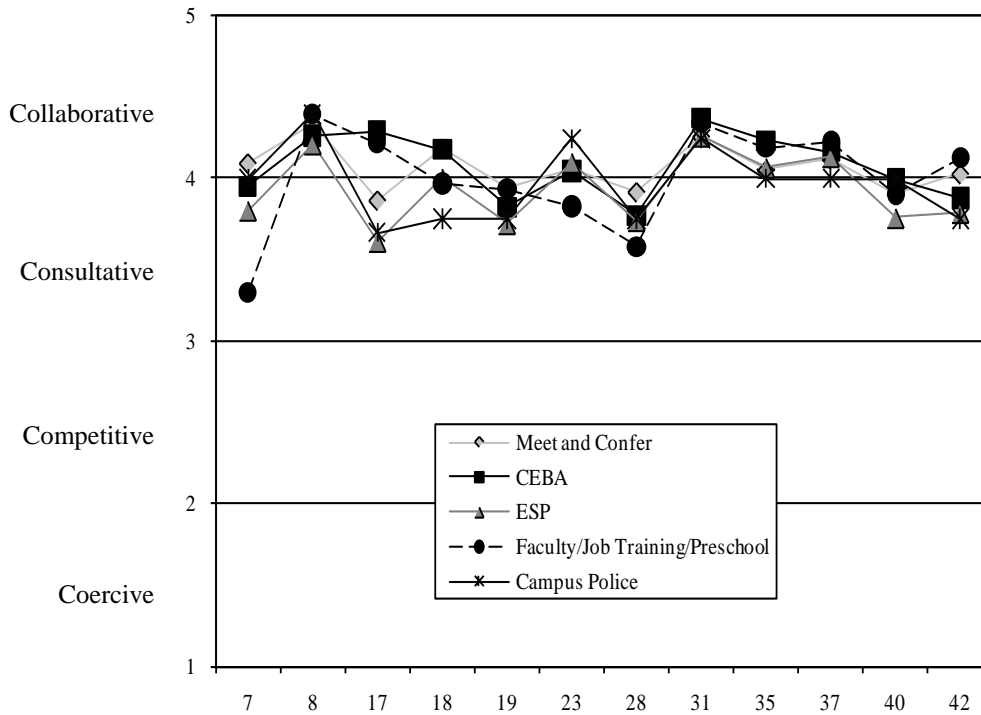 5
Collaborative
4
Consultative
3
Competitive
2
Coercive
1
Meet and Confer
CEBA
ESP
Faculty/Job Training/Preschool
Campus Police
7 8 17 18 19 23 28 31 35 37 40 42